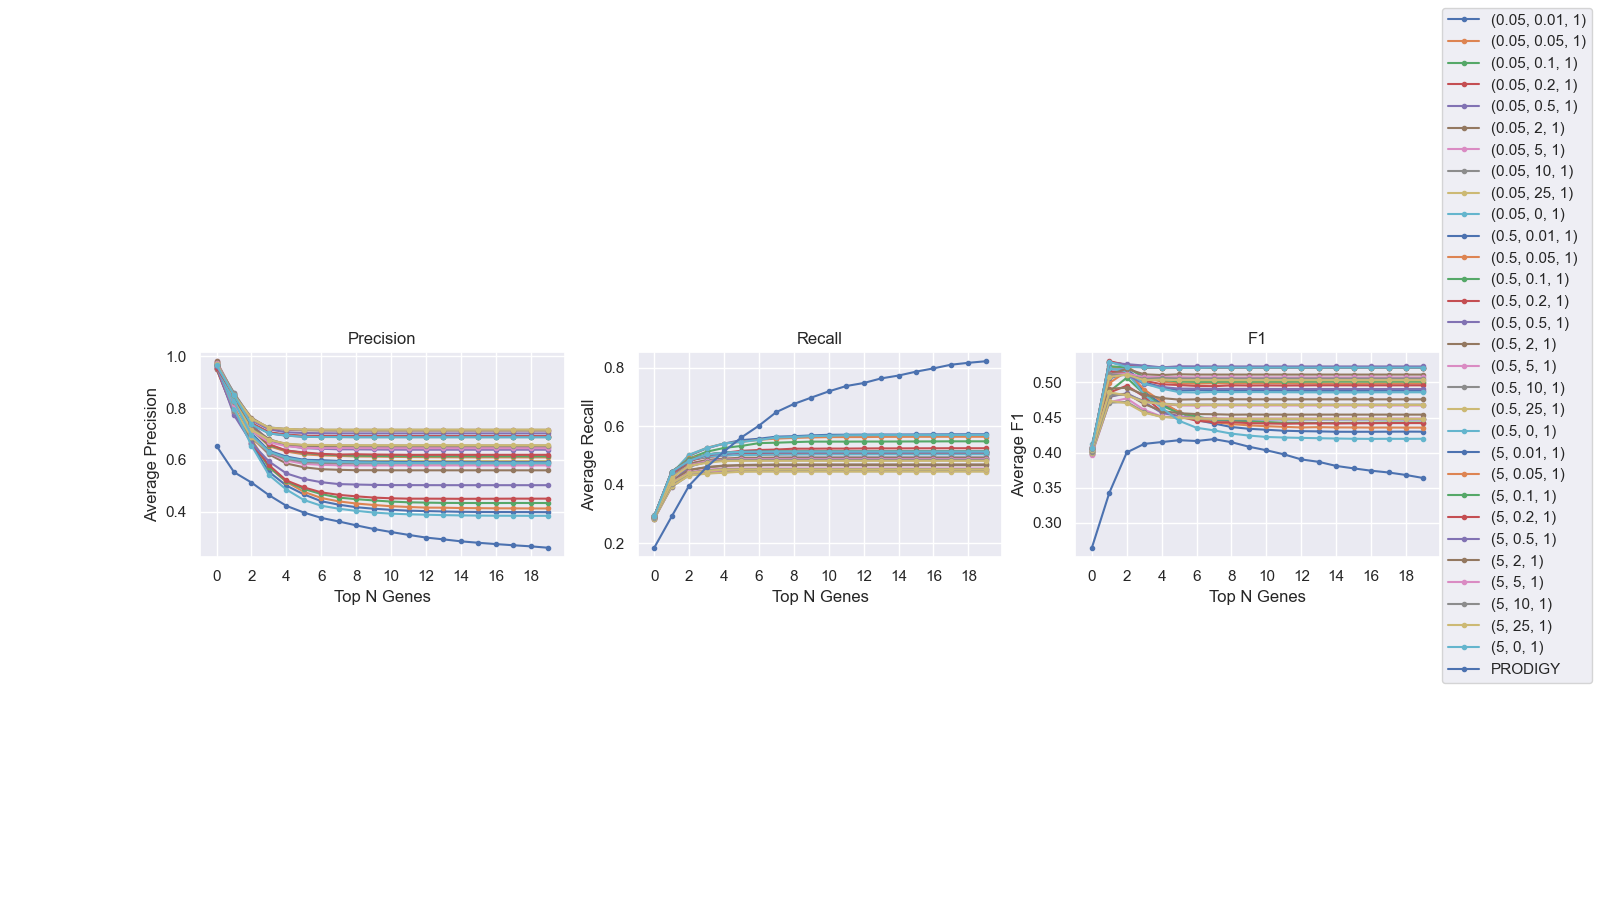 Precision
Average Precision
1.0
0.8
0.6
0.4
0 2 4 6 8 10 12 14 16 18
Top N Genes
Recall
Average Recall
0.8
0.6
0.4
0.2
0 2 4 6 8 10 12 14 16 18
Top N Genes
F1
Average F1
0.50
0.45
0.40
0.35
0.30
0 2 4 6 8 10 12 14 16 18
Top N Genes
(0.05, 0.01, 1)
(0.05, 0.05, 1)
(0.05, 0.1, 1)
(0.05, 0.2, 1)
(0.05, 0.5, 1)
(0.05, 2, 1)
(0.05, 5, 1)
(0.05, 10, 1)
(0.05, 25, 1)
(0.05, 0, 1)
(0.5, 0.01, 1)
(0.5, 0.05, 1)
(0.5, 0.1, 1)
(0.5, 0.2, 1)
(0.5, 0.5, 1)
(0.5, 2, 1)
(0.5, 5, 1)
(0.5, 10, 1)
(0.5, 25, 1)
(0.5, 0, 1)
(5, 0.01, 1)
(5, 0.05, 1)
(5, 0.1, 1)
(5, 0.2, 1)
(5, 0.5, 1)
(5, 2, 1)
(5, 5, 1)
(5, 10, 1)
(5, 25, 1)
(5, 0, 1)
PRODIGY